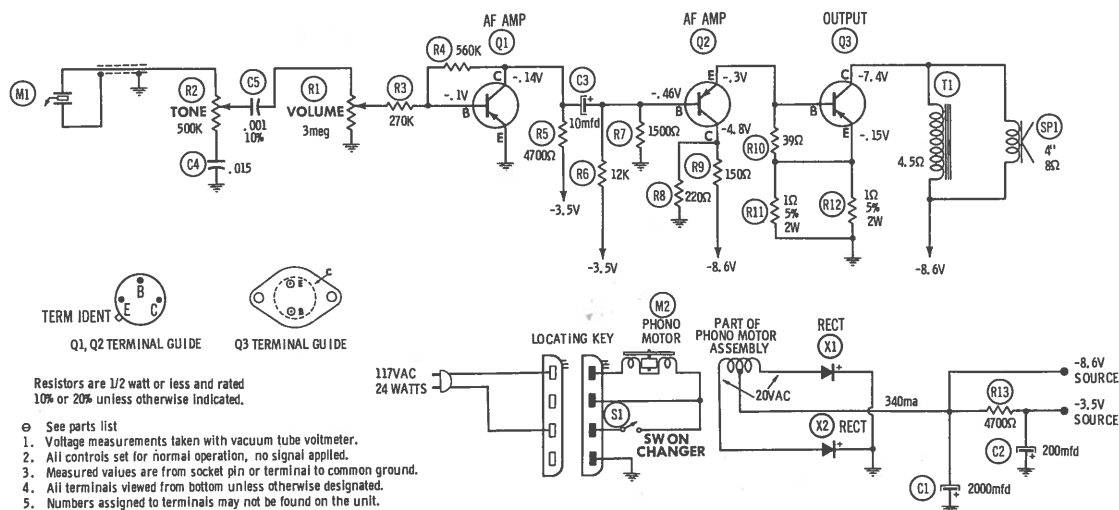 AF AMP
Q1
AF AMP
Q2
OUTPUT
Q3
R4 560K
C
-.14V
C3
+
10mfd
E
-.3V
C
-7.4V
T1
M1
R2
TONE
500K
C5
.001
10%
R1
VOLUME
3meg
R3
270K
-.1V
B
E
-.46V
B
C
-4.8V
B
E
-.15V
C4
.015
R5
4700Ω
R7
1500Ω
R6
12K
R9
150Ω
R8
220Ω
R10
39Ω
4.5Ω
SP1
4"
8Ω
R11
1Ω
5%
2W
R12
1Ω
5%
2W
-3.5V
-3.5V
-8.6V
-8.6V
B
E
C
TERM IDENT
Q1, Q2 TERMINAL GUIDE
C
E
B
Q3 TERMINAL GUIDE
LOCATING KEY
M2
PHONO
MOTOR
PART OF
PHONO MOTOR
ASSEMBLY
RECT
X1
+
117VAC
24 WATTS
20VAC
340ma
-8.6V
SOURCE
R13
4700Ω
-3.5V
SOURCE
S1
SW ON
CHANGER
X2 RECT
+
C2
+
200mfd
C1
+
2000mfd
Resistors are 1/2 watt or less and rated
10% or 20% unless otherwise indicated.
⊖ See parts list
1. Voltage measurements taken with vacuum tube voltmeter.
2. All controls set for normal operation, no signal applied.
3. Measured values are from socket pin or terminal to common ground.
4. All terminals viewed from bottom unless otherwise designated.
5. Numbers assigned to terminals may not be found on the unit.